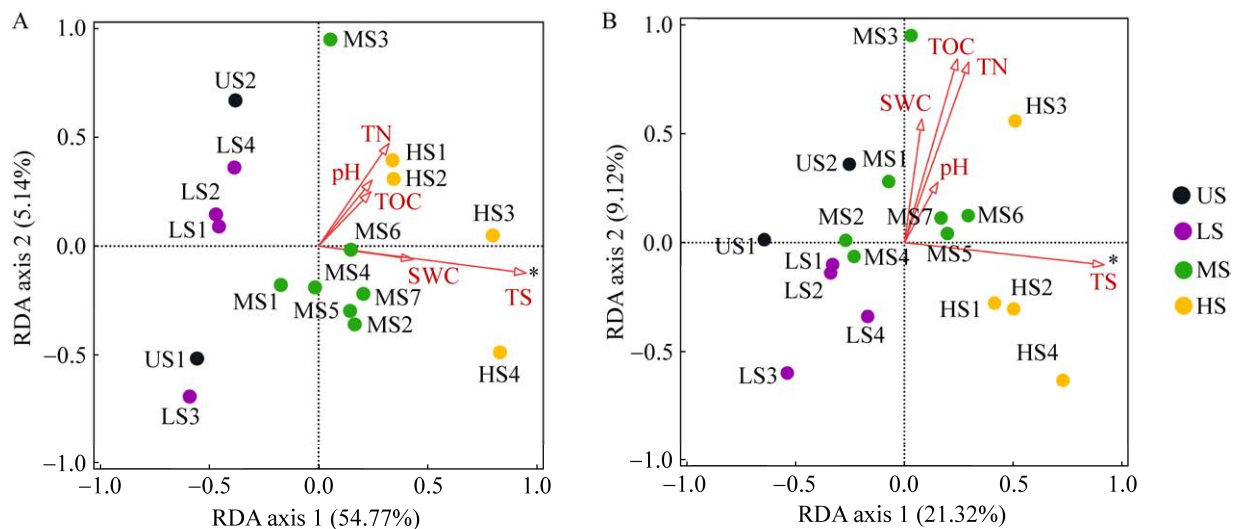 A
1.0
0.5
0.0
−0.5
−1.0
RDA axis 2 (5.14%)
MS3
US2
LS4
LS2
LS1
TN
pH
TOC
HS1
HS2
HS3
MS6
SWC
*
TS
MS4
MS1
MS5
MS7
MS2
US1
LS3
HS4
−1.0 −0.5 0.0 0.5 1.0
RDA axis 1 (54.77%)
B
1.0
0.5
0.0
−0.5
−1.0
RDA axis 2 (9.12%)
MS3
TOC
TN
SWC
HS3
US2
MS1
pH
MS7
MS6
MS2
US1
MS5
LS1
MS4
*
TS
LS2
HS2
HS1
LS4
HS4
LS3
−1.0 −0.5 0.0 0.5 1.0
RDA axis 1 (21.32%)
US
LS
MS
HS